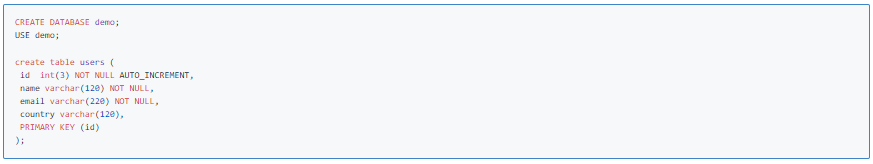 CREATE DATABASE demo;
USE demo;
create table users (
id  int(3) NOT NULL AUTO_INCREMENT,
name varchar(120) NOT NULL,
email varchar(220) NOT NULL,
country varchar(120),
PRIMARY KEY (id)
);